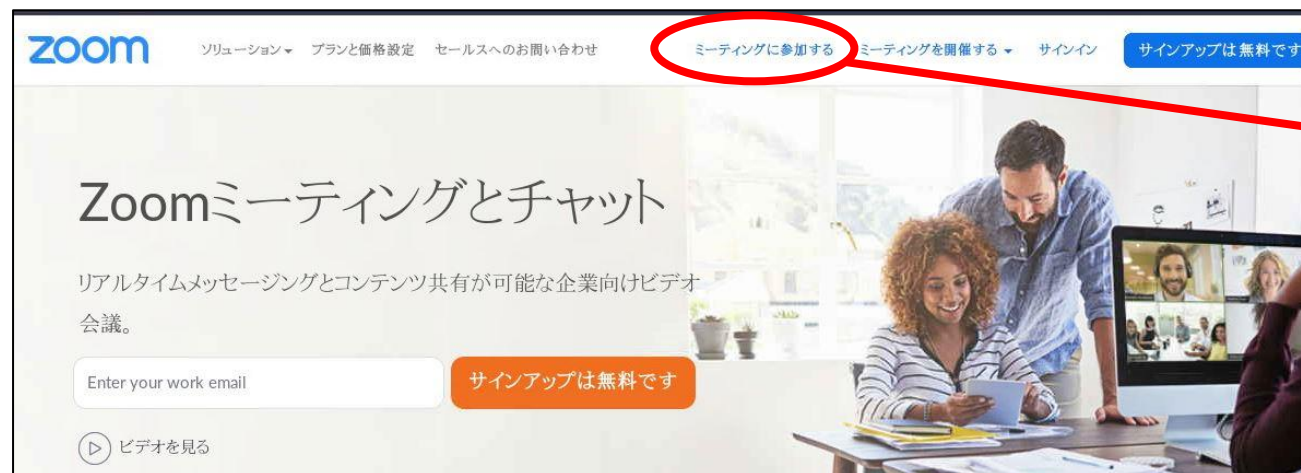 zoom
ソリューション プランと価格設定 セールスへのお問い合わせ ミーティングに参加する ミーティングを開催する サインイン サインアップは無料です
Zoomミーティングとチャット
リアルタイムメッセージングとコンテンツ共有が可能な企業向けビデオ
会議。
Enter your work email サインアップは無料です
ビデオを見る